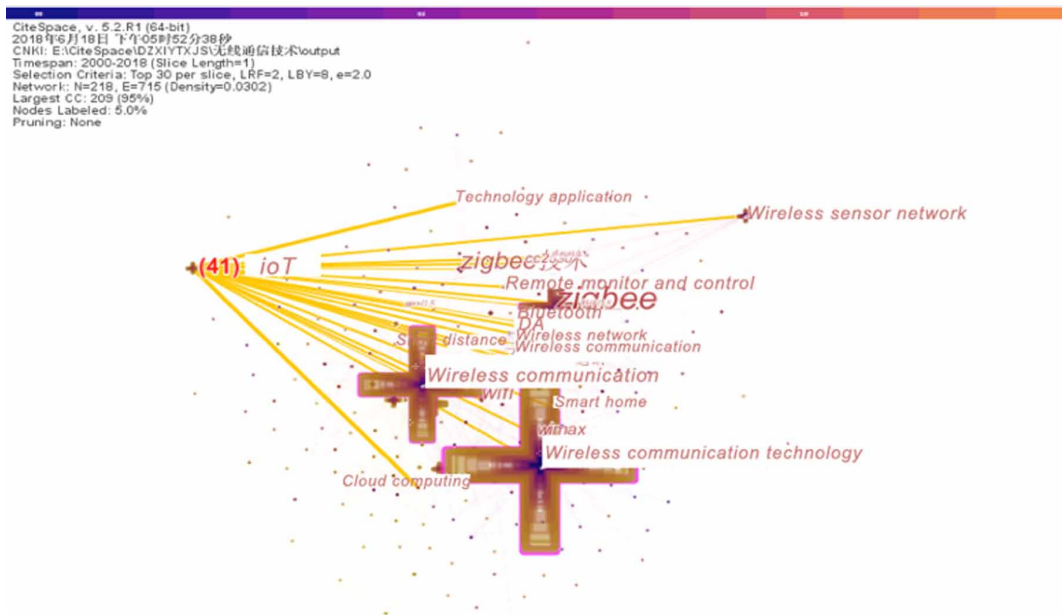 CiteSpace, v. 5.2.R1 (64-bit)
2018年6月18日 下午05时52分38秒
CNKI: E:\CiteSpace\DZXIYTXJS\无线通信技术\output
Timespan: 2000-2018 (Slice Length=1)
Selection Criteria: Top 30 per slice, LRF=2, LBY=8, e=2.0
Network: N=218, E=715 (Density=0.0302)
Largest CC: 209 (95%)
Nodes Labeled: 5.0%
Pruning: None
Technology application
Wireless sensor network
(41) ioT
zigbee技术
Remote monitor and control
zigbee
Bluetooth
DA
Wireless network
distance
Wireless communication
Wireless communication
Wifi
Smart home
wimax
Wireless communication technology
Cloud computing